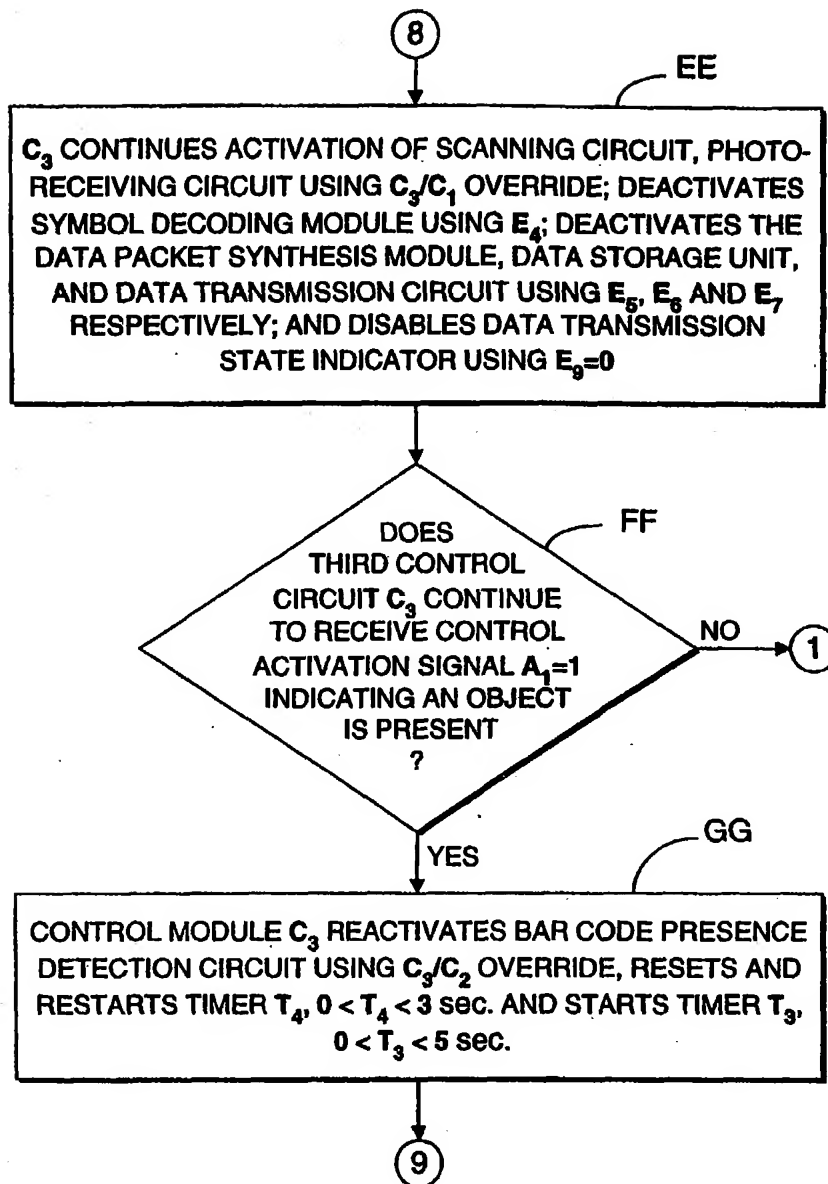 8
EE
C₃ CONTINUES ACTIVATION OF SCANNING CIRCUIT, PHOTO-
RECEIVING CIRCUIT USING C₃/C₁ OVERRIDE; DEACTIVATES
SYMBOL DECODING MODULE USING E₄; DEACTIVATES THE
DATA PACKET SYNTHESIS MODULE, DATA STORAGE UNIT,
AND DATA TRANSMISSION CIRCUIT USING E₅, E₆ AND E₇
RESPECTIVELY; AND DISABLES DATA TRANSMISSION
STATE INDICATOR USING E₉=0
FF
DOES
THIRD CONTROL
CIRCUIT C₃ CONTINUE
TO RECEIVE CONTROL
ACTIVATION SIGNAL A₁=1
INDICATING AN OBJECT
IS PRESENT
?
NO
1
YES
GG
CONTROL MODULE C₃ REACTIVATES BAR CODE PRESENCE
DETECTION CIRCUIT USING C₃/C₂ OVERRIDE, RESETS AND
RESTARTS TIMER T₄, 0 < T₄ < 3 sec. AND STARTS TIMER T₃,
0 < T₃ < 5 sec.
9